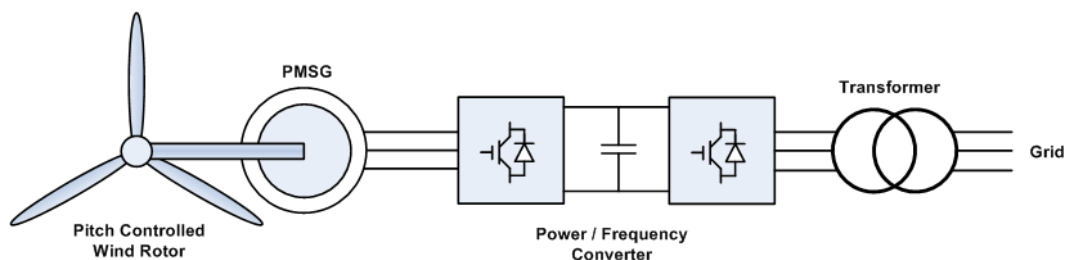 PMSG
Transformer
Grid
Pitch Controlled
Wind Rotor
Power / Frequency
Converter